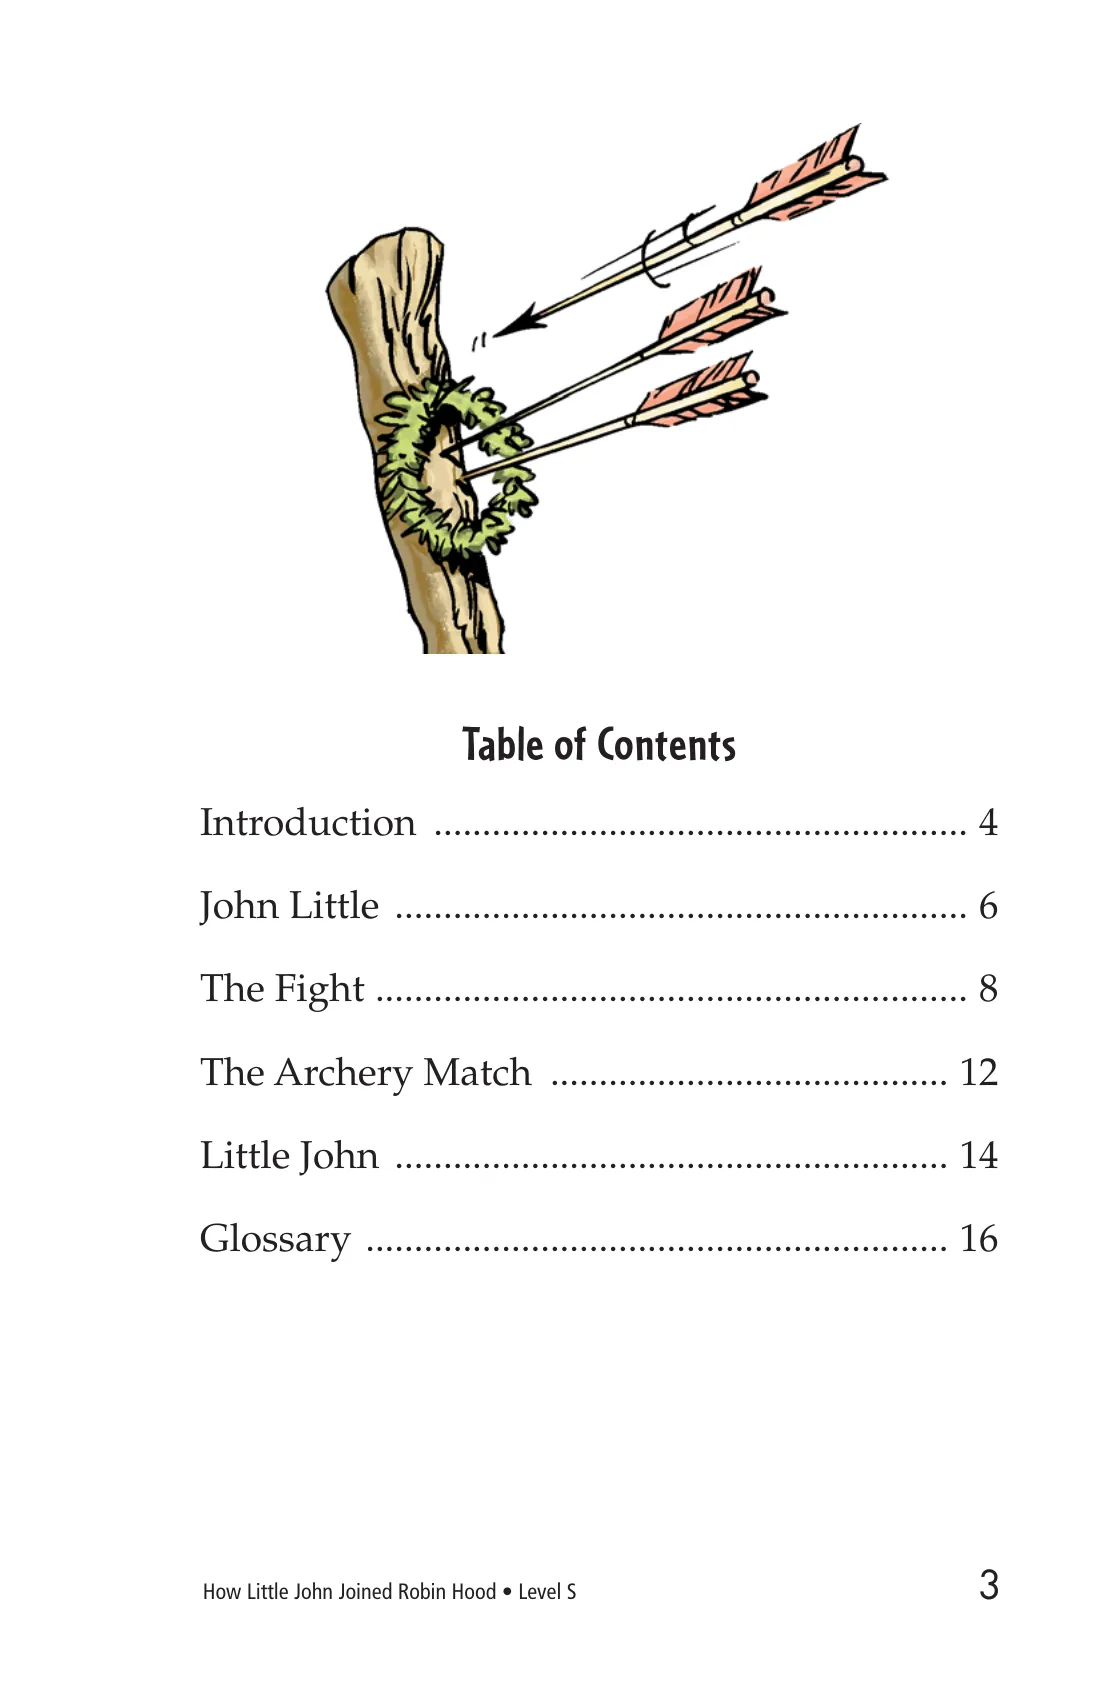 Table of Contents
Introduction ....................................................... 4
John Little ........................................................... 6
The Fight ............................................................. 8
The Archery Match ......................................... 12
Little John ......................................................... 14
Glossary ............................................................ 16
How Little John Joined Robin Hood • Level S 3